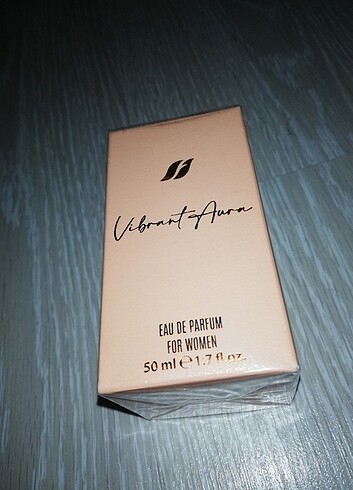 Vibrant Aura
EAU DE PARFUM
FOR WOMEN
50 ml ℮ 1.7 fl oz.